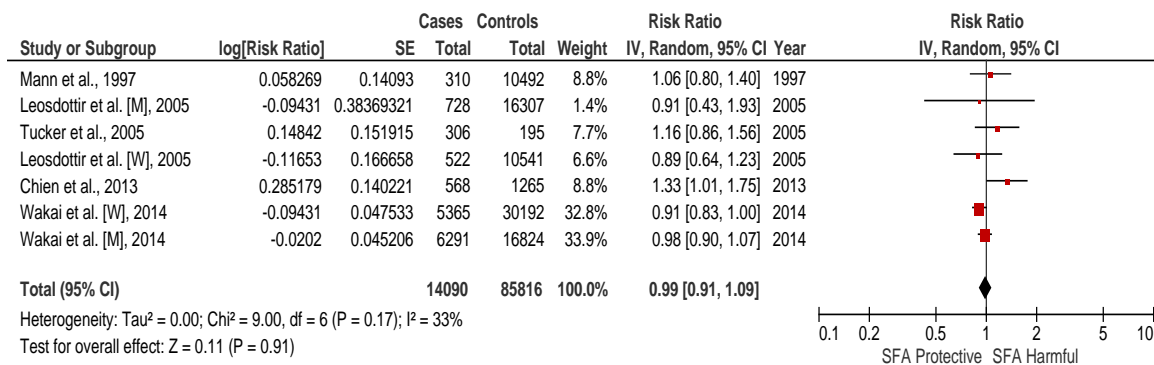 Cases Controls Risk Ratio Risk Ratio
Study or Subgroup log[Risk Ratio] SE Total Total Weight IV, Random, 95% CI Year IV, Random, 95% CI
Mann et al., 1997 0.058269 0.14093 310 10492 8.8% 1.06 [0.80, 1.40] 1997
Leosdottir et al. [M], 2005 -0.09431 0.38369321 728 16307 1.4% 0.91 [0.43, 1.93] 2005
Tucker et al., 2005 0.14842 0.151915 306 195 7.7% 1.16 [0.86, 1.56] 2005
Leosdottir et al. [W], 2005 -0.11653 0.166658 522 10541 6.6% 0.89 [0.64, 1.23] 2005
Chien et al., 2013 0.285179 0.140221 568 1265 8.8% 1.33 [1.01, 1.75] 2013
Wakai et al. [W], 2014 -0.09431 0.047533 5365 30192 32.8% 0.91 [0.83, 1.00] 2014
Wakai et al. [M], 2014 -0.0202 0.045206 6291 16824 33.9% 0.98 [0.90, 1.07] 2014
Total (95% CI) 14090 85816 100.0% 0.99 [0.91, 1.09]
Heterogeneity: Tau² = 0.00; Chi² = 9.00, df = 6 (P = 0.17); I² = 33%
Test for overall effect: Z = 0.11 (P = 0.91)
0.1 0.2 0.5 1 2 5 10
SFA Protective SFA Harmful